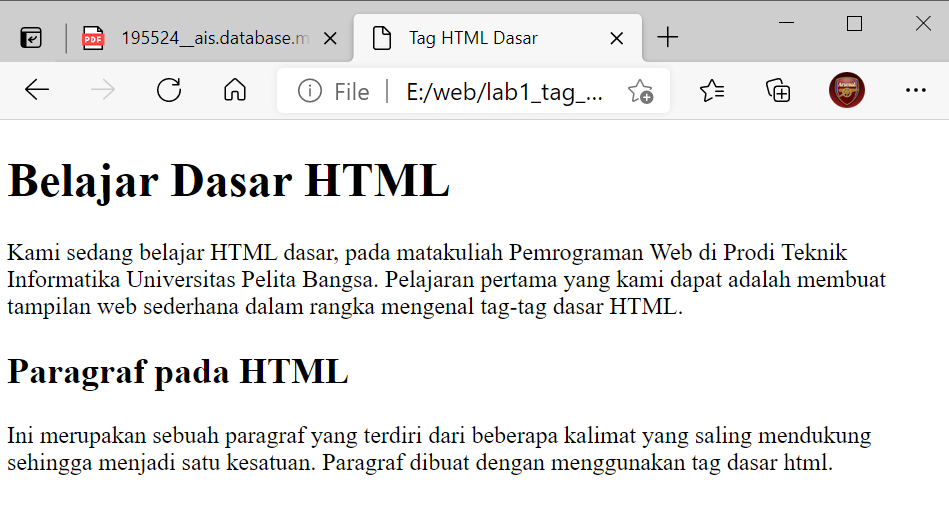 195524__ais.database.m
Tag HTML Dasar
File
E:/web/lab1_tag_...
Belajar Dasar HTML
Kami sedang belajar HTML dasar, pada matakuliah Pemrograman Web di Prodi Teknik
Informatika Universitas Pelita Bangsa. Pelajaran pertama yang kami dapat adalah membuat
tampilan web sederhana dalam rangka mengenal tag-tag dasar HTML.
Paragraf pada HTML
Ini merupakan sebuah paragraf yang terdiri dari beberapa kalimat yang saling mendukung
sehingga menjadi satu kesatuan. Paragraf dibuat dengan menggunakan tag dasar html.